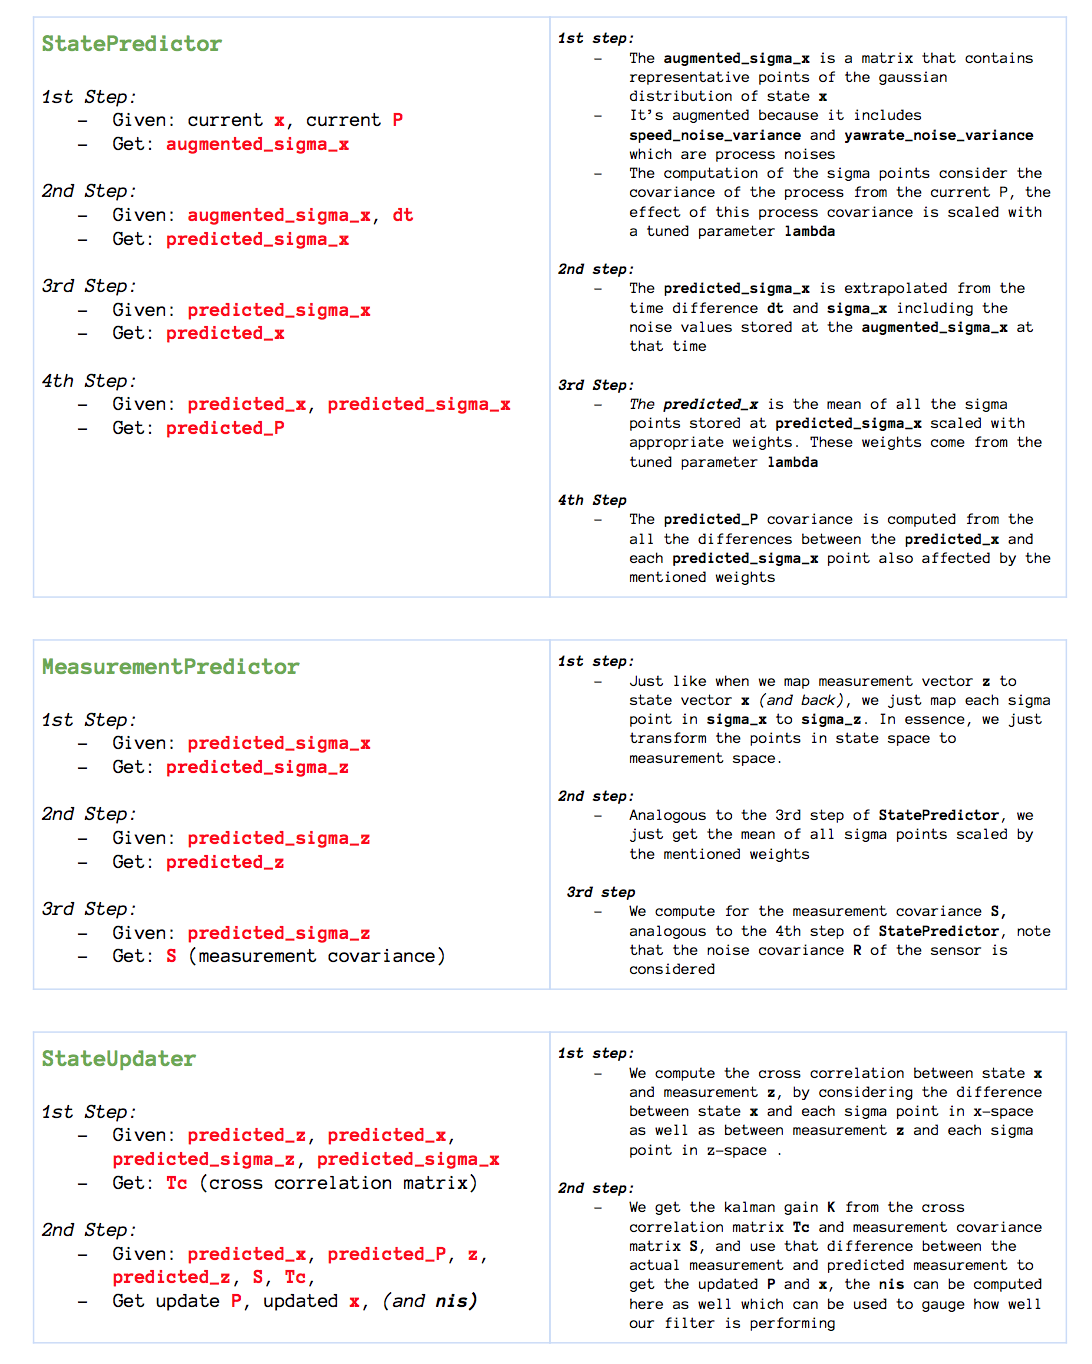 StatePredictor
1st Step:
– Given: current x, current P
– Get: augmented_sigma_x
2nd Step:
– Given: augmented_sigma_x, dt
– Get: predicted_sigma_x
3rd Step:
– Given: predicted_sigma_x
– Get: predicted_x
4th Step:
– Given: predicted_x, predicted_sigma_x
– Get: predicted_P
1st step:
– The augmented_sigma_x is a matrix that contains
representative points of the gaussian
distribution of state x
– It's augmented because it includes
speed_noise_variance and yawrate_noise_variance
which are process noises
– The computation of the sigma points consider the
covariance of the process from the current P, the
effect of this process covariance is scaled with
a tuned parameter lambda
2nd step:
– The predicted_sigma_x is extrapolated from the
time difference dt and sigma_x including the
noise values stored at the augmented_sigma_x at
that time
3rd Step:
– The predicted_x is the mean of all the sigma
points stored at predicted_sigma_x scaled with
appropriate weights. These weights come from the
tuned parameter lambda
4th Step
– The predicted_P covariance is computed from the
all the differences between the predicted_x and
each predicted_sigma_x point also affected by the
mentioned weights
MeasurementPredictor
1st Step:
– Given: predicted_sigma_x
– Get: predicted_sigma_z
2nd Step:
– Given: predicted_sigma_z
– Get: predicted_z
3rd Step:
– Given: predicted_sigma_z
– Get: S (measurement covariance)
1st step:
– Just like when we map measurement vector z to
state vector x (and back), we just map each sigma
point in sigma_x to sigma_z. In essence, we just
transform the points in state space to
measurement space.
2nd step:
– Analogous to the 3rd step of StatePredictor, we
just get the mean of all sigma points scaled by
the mentioned weights
3rd step
– We compute for the measurement covariance S,
analogous to the 4th step of StatePredictor, note
that the noise covariance R of the sensor is
considered
StateUpdater
1st Step:
– Given: predicted_z, predicted_x,
predicted_sigma_z, predicted_sigma_x
– Get: Tc (cross correlation matrix)
2nd Step:
– Given: predicted_x, predicted_P, z,
predicted_z, S, Tc,
– Get update P, updated x, (and nis)
1st step:
– We compute the cross correlation between state x
and measurement z, by considering the difference
between state x and each sigma point in x-space
as well as between measurement z and each sigma
point in z-space .
2nd step:
– We get the kalman gain K from the cross
correlation matrix Tc and measurement covariance
matrix S, and use that difference between the
actual measurement and predicted measurement to
get the updated P and x, the nis can be computed
here as well which can be used to gauge how well
our filter is performing